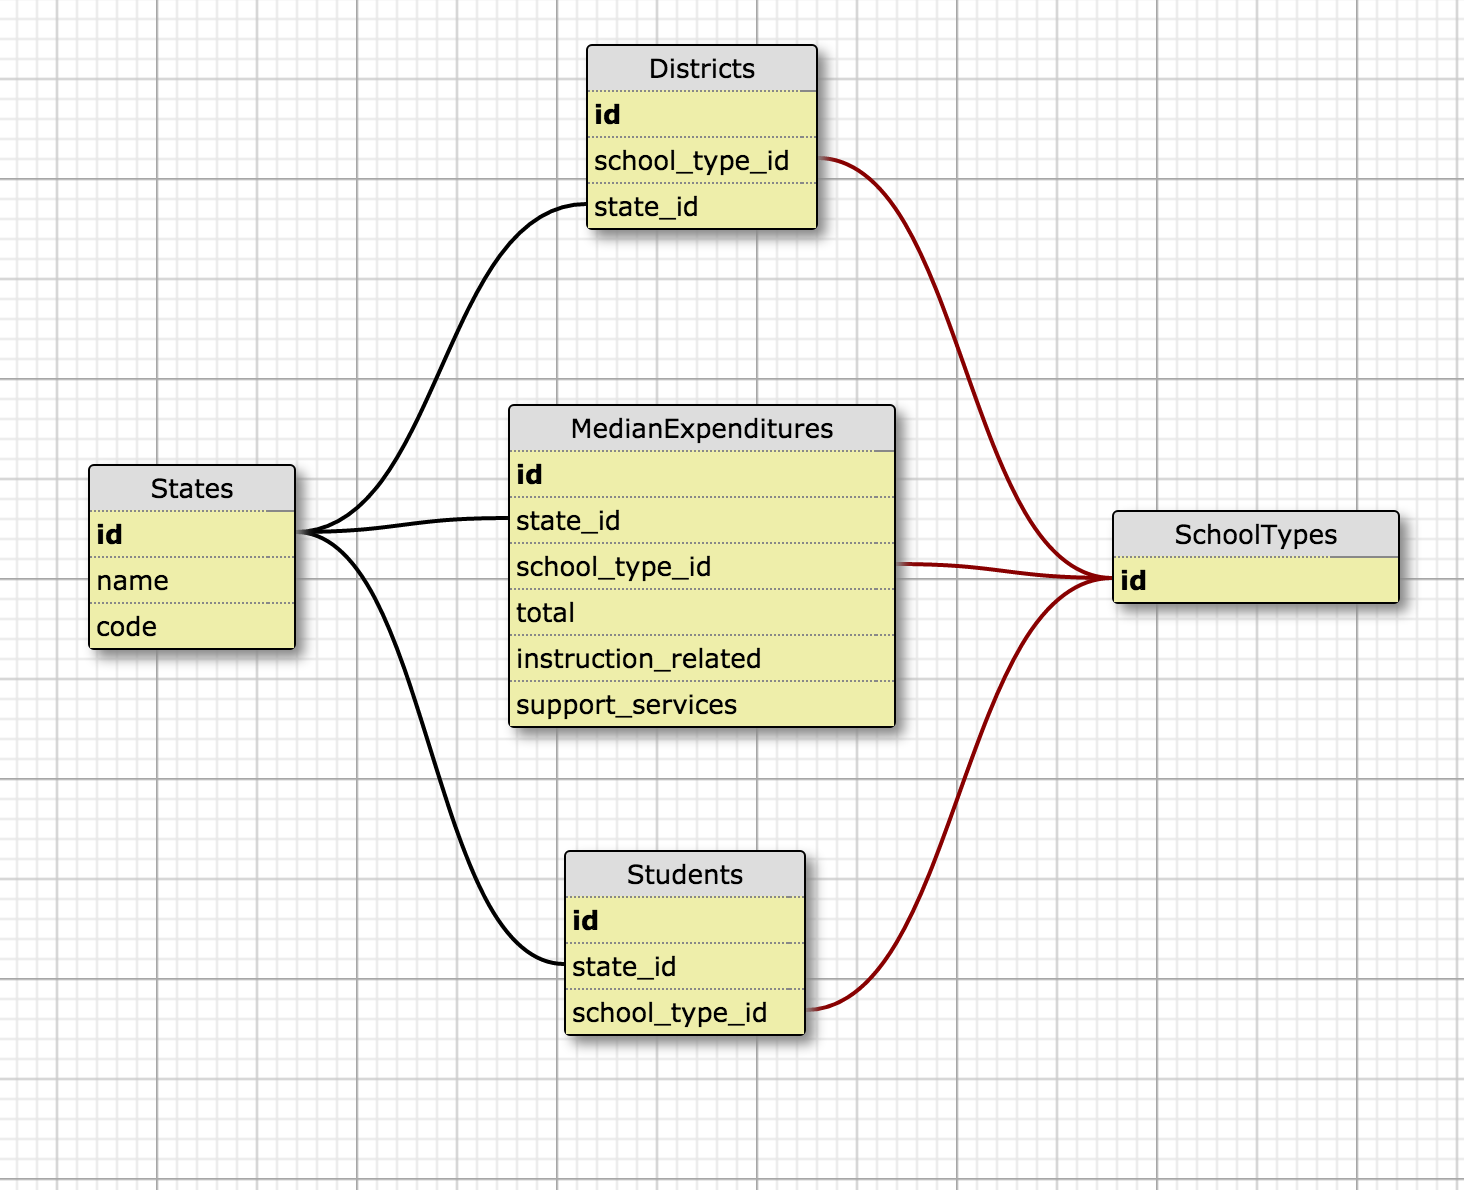 Districts
id
school_type_id
state_id
MedianExpenditures
id
state_id
school_type_id
total
instruction_related
support_services
States
id
name
code
SchoolTypes
id
Students
id
state_id
school_type_id